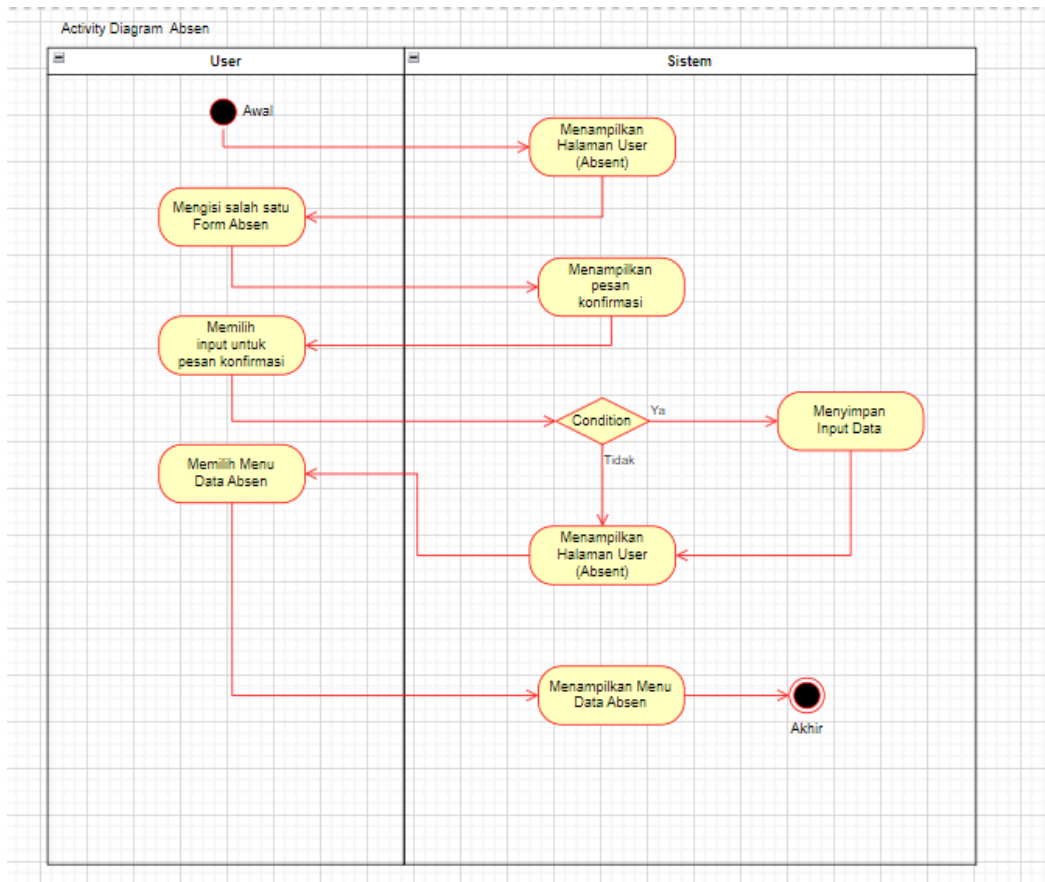 Activity Diagram Absen
User
Sistem
Awal
Menampilkan
Halaman User
(Absent)
Mengisi salah satu
Form Absen
Menampilkan
pesan
konfirmasi
Memilih
input untuk
pesan konfirmasi
Condition
Ya
Menyimpan
Input Data
Tidak
Memilih Menu
Data Absen
Menampilkan
Halaman User
(Absent)
Menampilkan Menu
Data Absen
Akhir